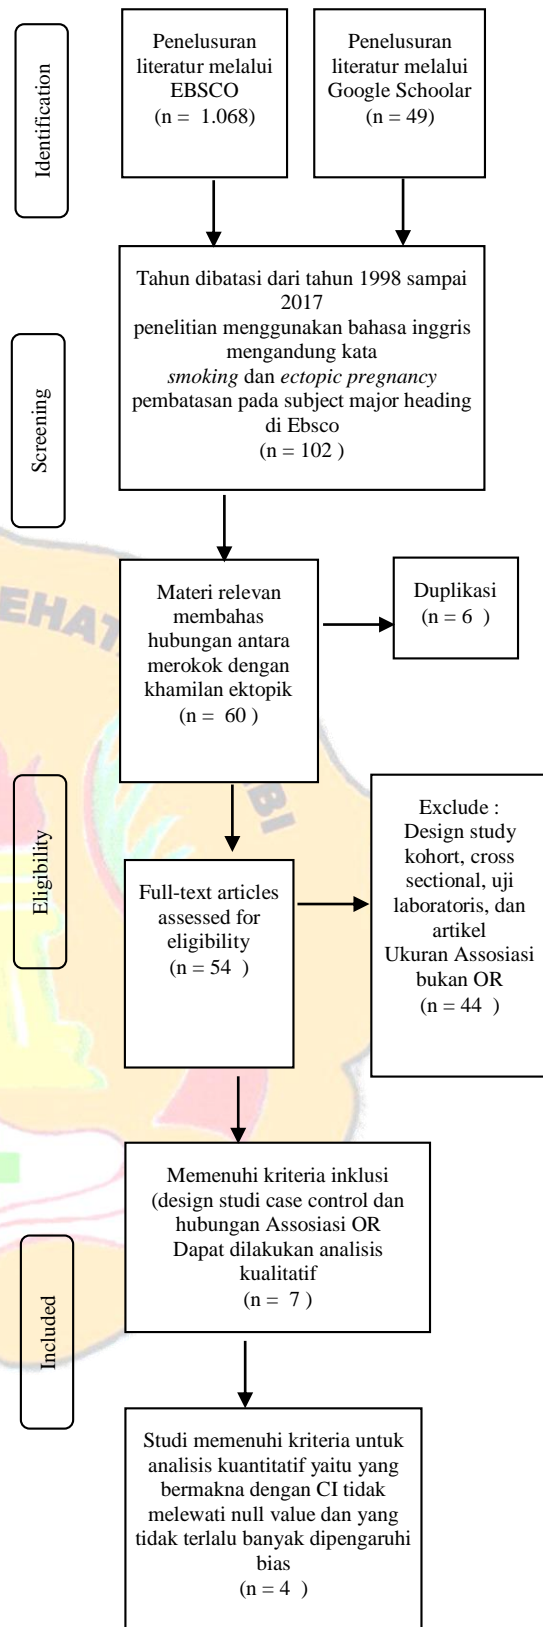 Identification
Penelusuran
literatur melalui
EBSCO
(n =  1.068)
Penelusuran
literatur melalui
Google Schoolar
(n = 49)
Screening
Tahun dibatasi dari tahun 1998 sampai
2017
penelitian menggunakan bahasa inggris
mengandung kata
smoking dan ectopic pregnancy
pembatasan pada subject major heading
di Ebsco
(n = 102 )
Materi relevan
membahas
hubungan antara
merokok dengan
khamilan ektopik
(n =  60 )
Duplikasi
(n = 6  )
Eligibility
Full-text articles
assessed for
eligibility
(n = 54  )
Exclude :
Design study
kohort, cross
sectional, uji
laboratoris, dan
artikel
Ukuran Assosiasi
bukan OR
(n = 44  )
Memenuhi kriteria inklusi
(design studi case control dan
hubungan Assosiasi OR
Dapat dilakukan analisis
kualitatif
(n =  7 )
Included
Studi memenuhi kriteria untuk
analisis kuantitatif yaitu yang
bermakna dengan CI tidak
melewati null value dan yang
tidak terlalu banyak dipengaruhi
bias
(n = 4  )